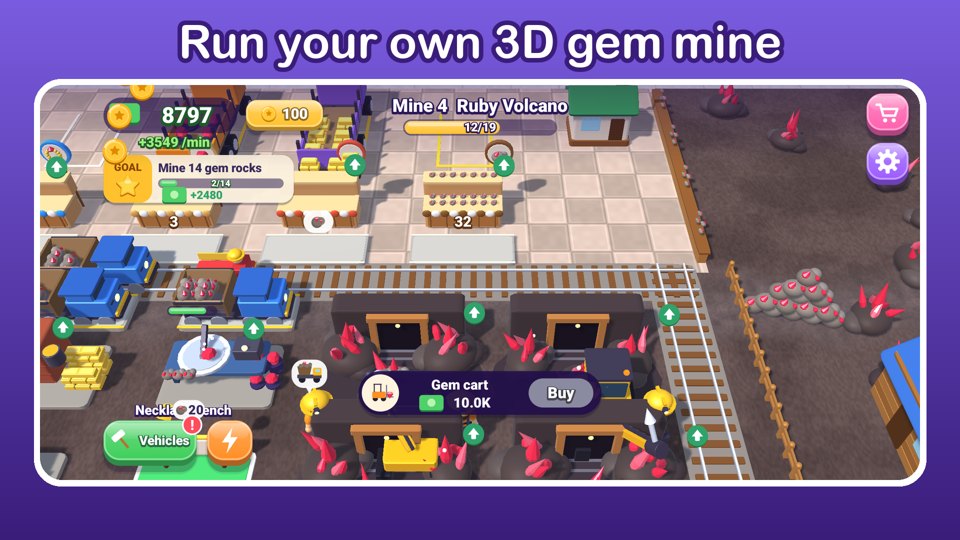 Run your own 3D gem mine
8797
100
+3549 /min
Mine 4 Ruby Volcano
12/19
GOAL
Mine 14 gem rocks
2/14
+2480
3
32
Gem cart
10.0K
Buy
20ench
!
Vehicles